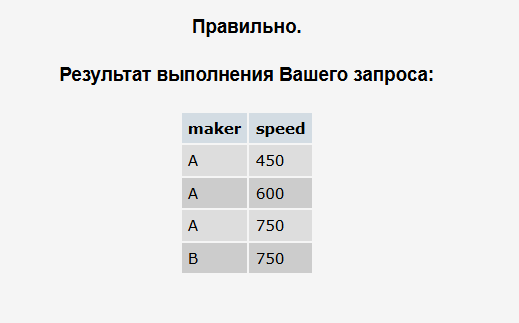 Правильно.
Результат выполнения Вашего запроса:
maker speed
A 450
A 600
A 750
B 750